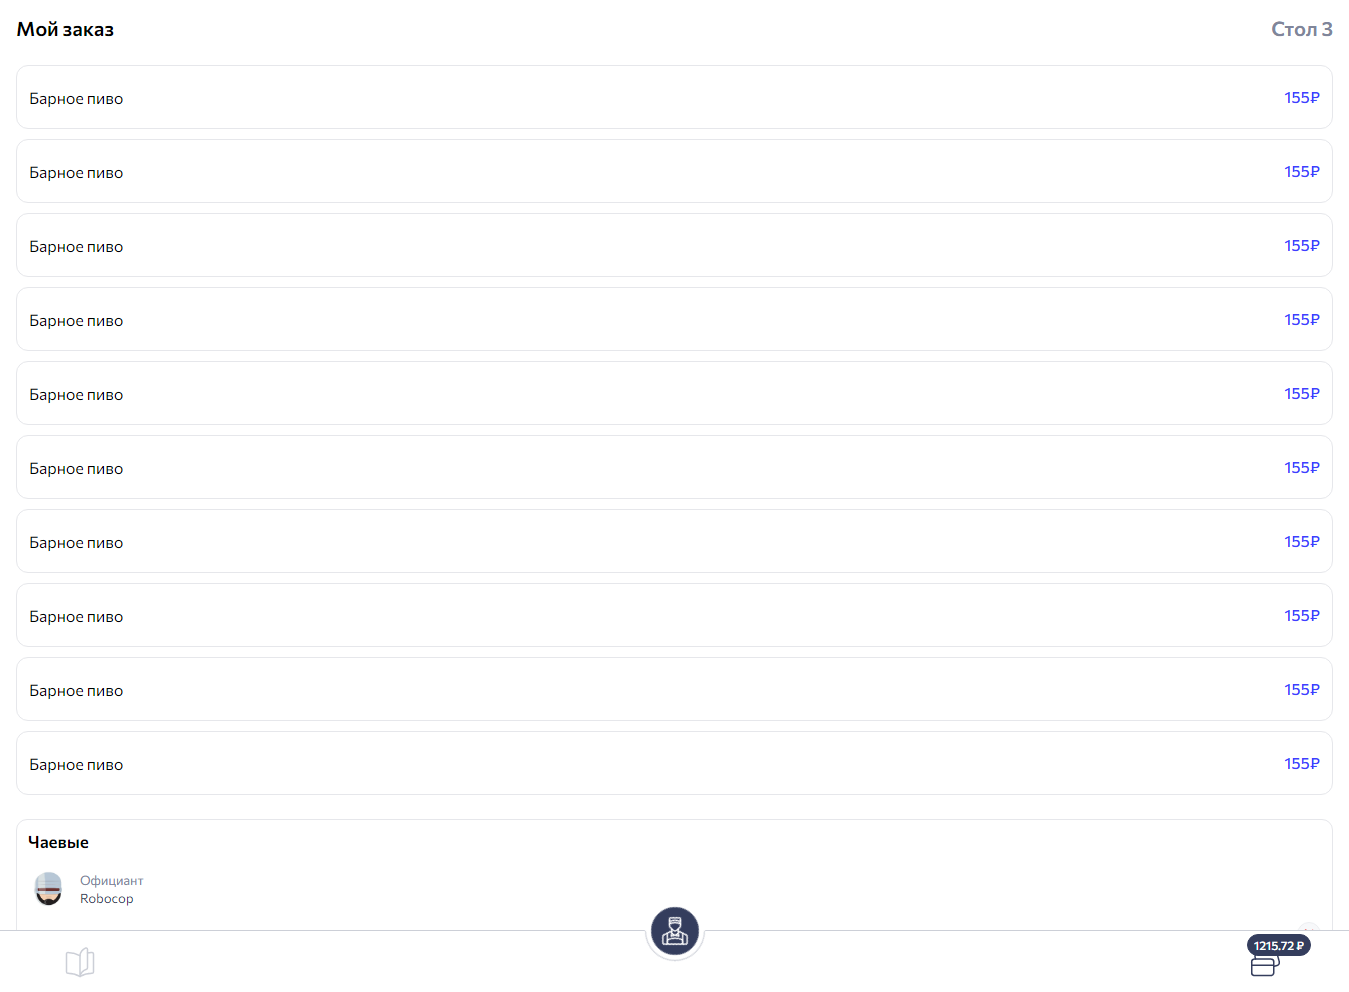 Мой заказ
Стол 3
Барное пиво 155₽
Барное пиво 155₽
Барное пиво 155₽
Барное пиво 155₽
Барное пиво 155₽
Барное пиво 155₽
Барное пиво 155₽
Барное пиво 155₽
Барное пиво 155₽
Барное пиво 155₽
Чаевые
Официант
Robocop
1215.72 ₽